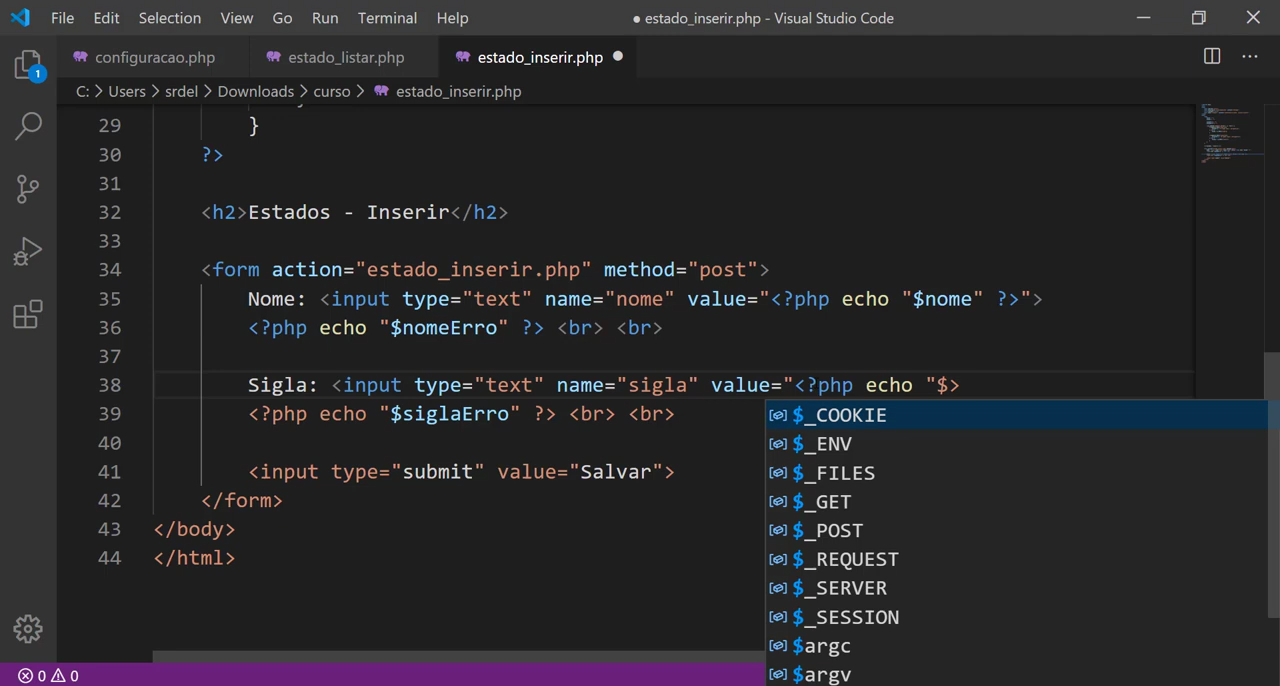 File Edit Selection View Go Run Terminal Help ● estado_inserir.php - Visual Studio Code
configuracao.php estado_listar.php estado_inserir.php ●
1
C: > Users > srdel > Downloads > curso > estado_inserir.php
29 }
30 ?>
31
32 <h2>Estados - Inserir</h2>
33
34 <form action="estado_inserir.php" method="post">
35 Nome: <input type="text" name="nome" value="<?php echo "$nome" ?>">
36 <?php echo "$nomeErro" ?> <br> <br>
37
38 Sigla: <input type="text" name="sigla" value="<?php echo "$>
39 <?php echo "$siglaErro" ?> <br> <br>
40
41 <input type="submit" value="Salvar">
42 </form>
43 </body>
44 </html>
$_COOKIE
$_ENV
$_FILES
$_GET
$_POST
$_REQUEST
$_SERVER
$_SESSION
$argc
$argv
0 0